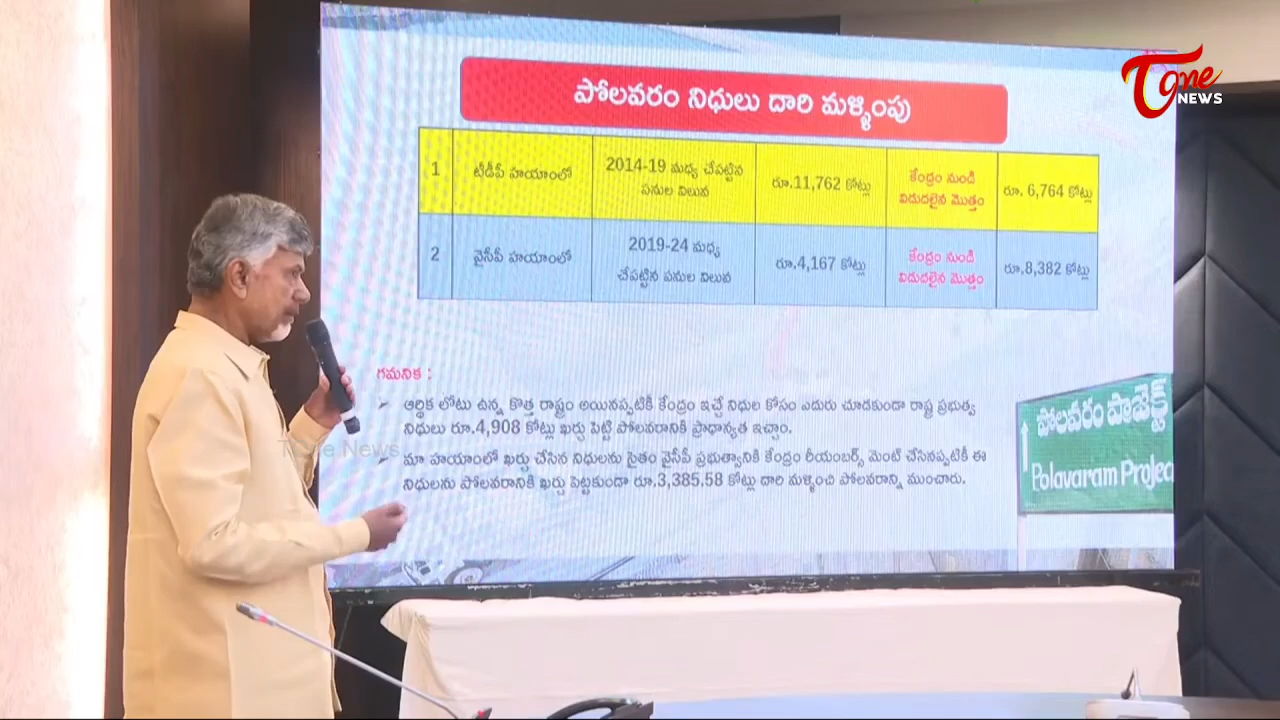 Tone
NEWS
పోలవరం నిధులు దారి మళ్ళింపు
1 టీడీపీ హయాంలో 2014-19 మధ్య చేపట్టిన పనుల విలువ రూ.11,762 కోట్లు కేంద్రం నుండి విడుదలైన మొత్తం రూ. 6,764 కోట్లు
2 వైసీపీ హయాంలో 2019-24 మధ్య చేపట్టిన పనుల విలువ రూ.4,167 కోట్లు కేంద్రం నుండి విడుదలైన మొత్తం రూ.8,382 కోట్లు
గమనిక :
➤ ఆర్థిక లోటు ఉన్న కొత్త రాష్ట్రం అయినప్పటికీ కేంద్రం ఇచ్చే నిధుల కోసం ఎదురు చూడకుండా రాష్ట్ర ప్రభుత్వ
నిధులు రూ.4,908 కోట్లు ఖర్చు పెట్టి పోలవరానికి ప్రాధాన్యత ఇచ్చాం.
➤ మా హయాంలో ఖర్చు చేసిన నిధులను సైతం వైసీపీ ప్రభుత్వానికి కేంద్రం రీయంబర్స్ మెంట్ చేసినప్పటికీ ఈ
నిధులను పోలవరానికి ఖర్చు పెట్టకుండా రూ.3,385.58 కోట్లు దారి మళ్ళించి పోలవరాన్ని ముంచారు.
Tone News
పోలవరం ప్రాజెక్ట్
Polavaram Projec